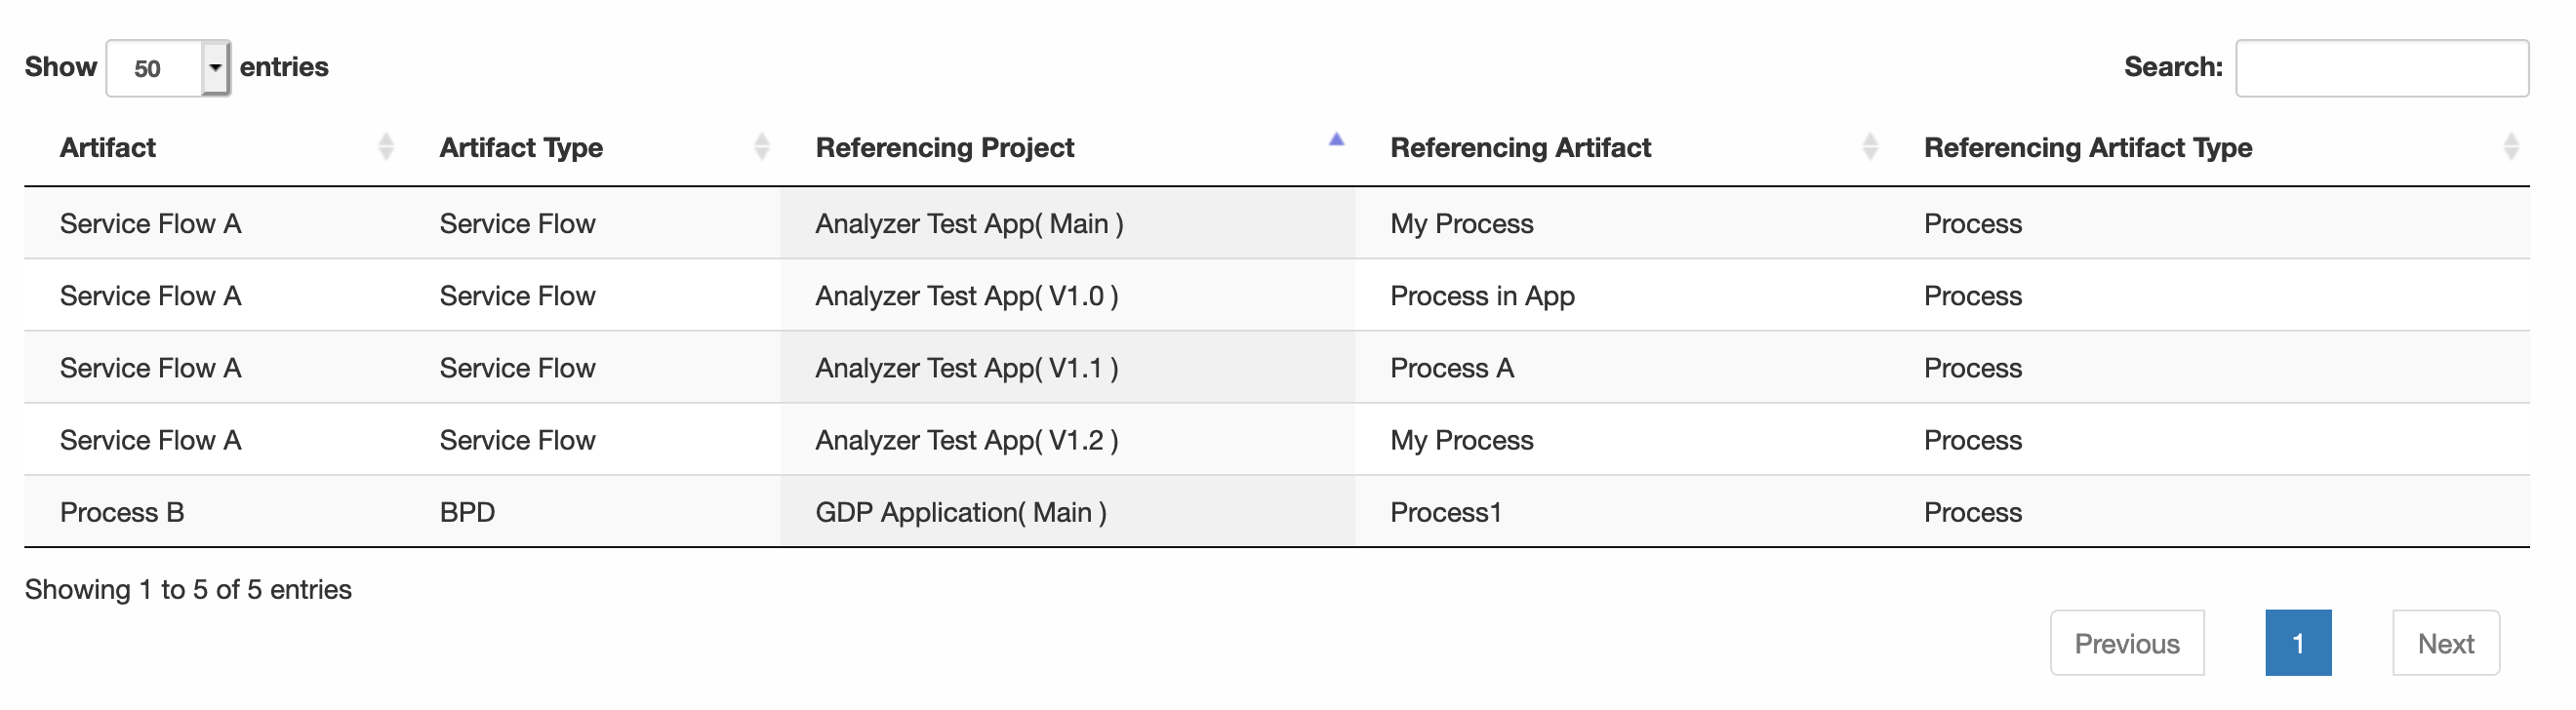 Show 50 entries Search:
Artifact Artifact Type Referencing Project Referencing Artifact Referencing Artifact Type
Service Flow A Service Flow Analyzer Test App( Main ) My Process Process
Service Flow A Service Flow Analyzer Test App( V1.0 ) Process in App Process
Service Flow A Service Flow Analyzer Test App( V1.1 ) Process A Process
Service Flow A Service Flow Analyzer Test App( V1.2 ) My Process Process
Process B BPD GDP Application( Main ) Process1 Process
Showing 1 to 5 of 5 entries
Previous 1 Next